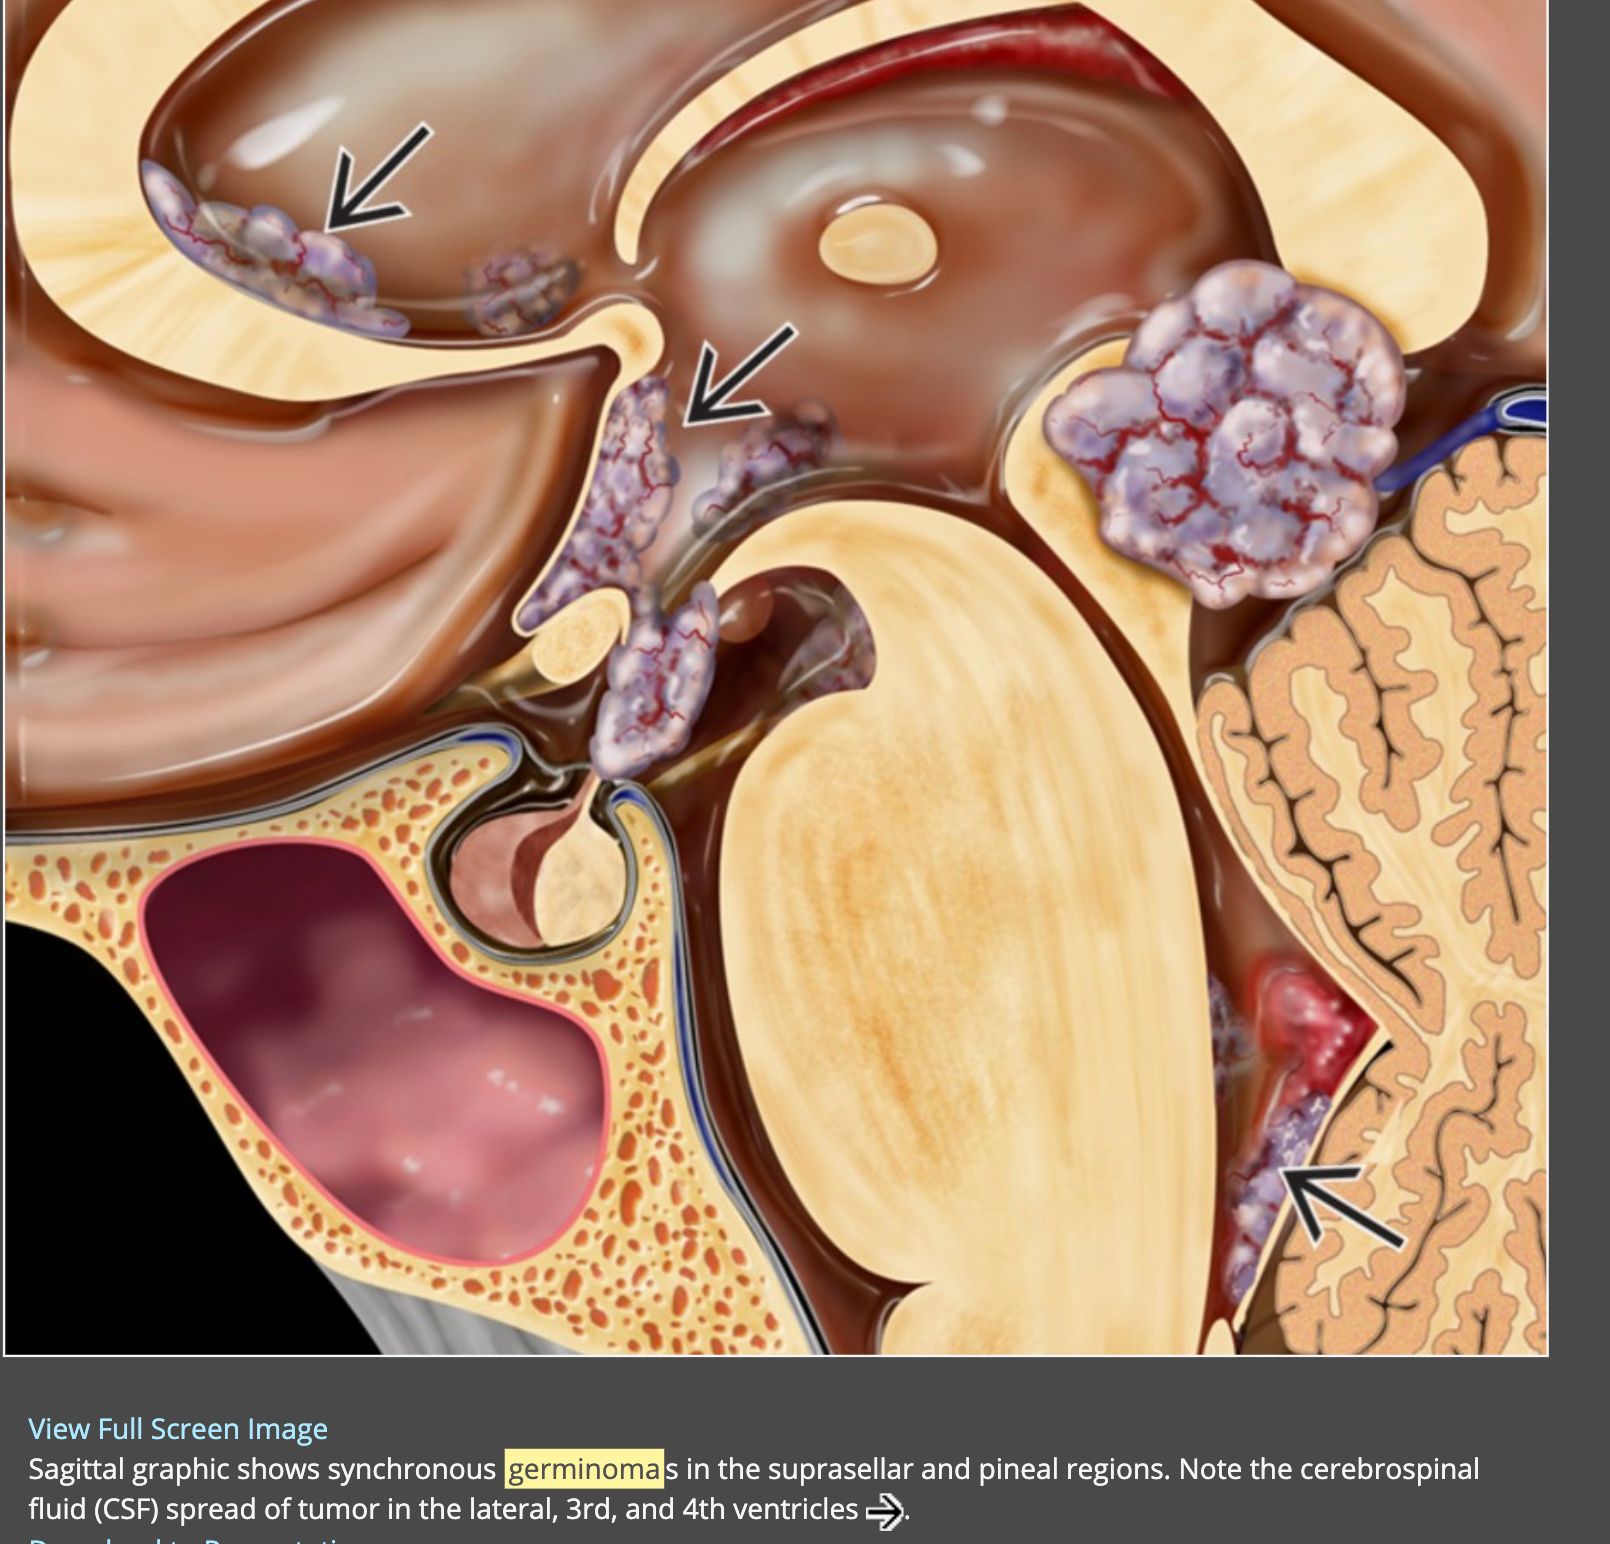 View Full Screen Image
Sagittal graphic shows synchronous germinomas in the suprasellar and pineal regions. Note the cerebrospinal
fluid (CSF) spread of tumor in the lateral, 3rd, and 4th ventricles.